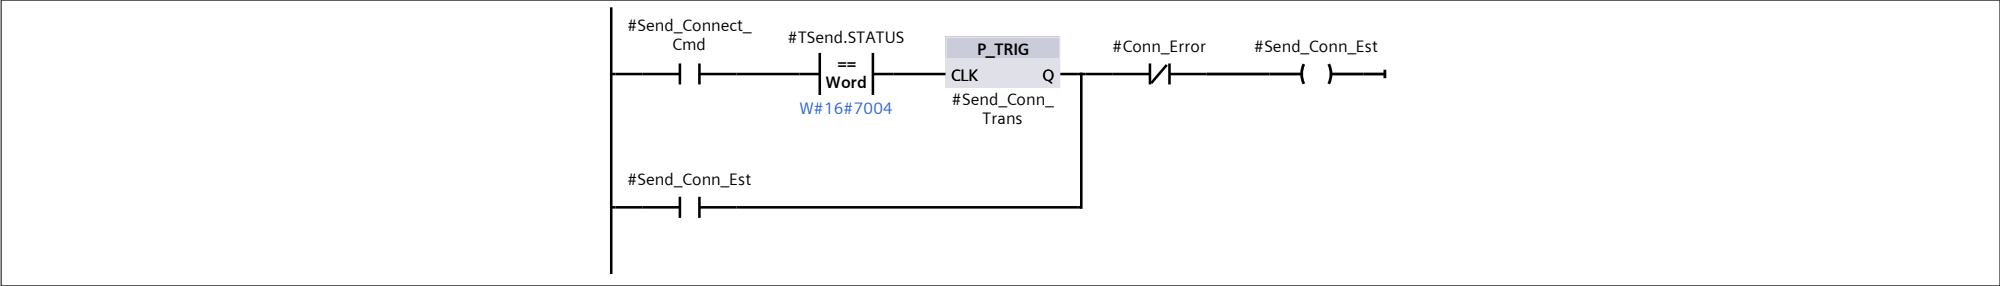 #Send_Connect_
Cmd
#TSend.STATUS
==
Word
W#16#7004
P_TRIG
CLK Q
#Send_Conn_
Trans
#Conn_Error
#Send_Conn_Est
#Send_Conn_Est